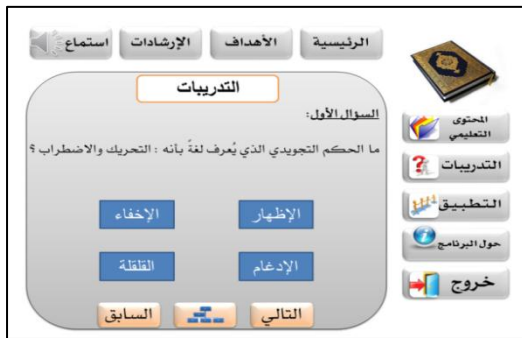 الرئيسية
الأهداف
الإرشادات
استماع
التدريبات
السؤال الأول:
ما الحكم التجويدي الذي يُعرف لغةً بأنه : التحريك والاضطراب ؟
الإظهار
الإخفاء
الإدغام
القلقلة
التالي
السابق
المحتوى
التعليمي
التدريبات
التطبيق
حول البرنامج
خروج